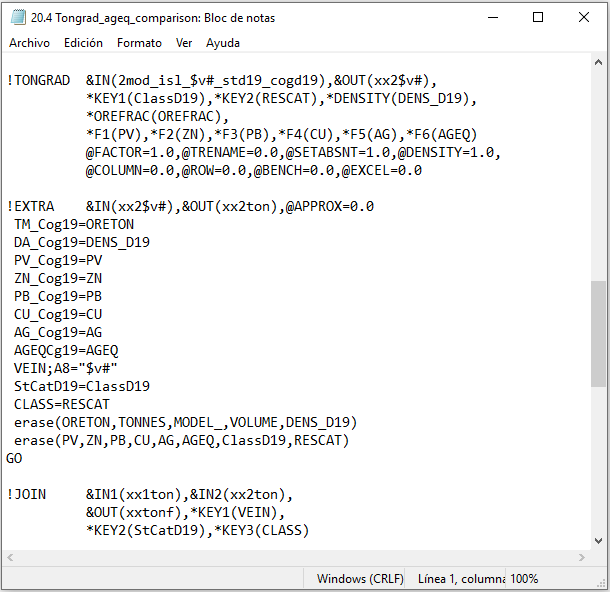 20.4 Tongrad_ageq_comparison: Bloc de notas
Archivo Edición Formato Ver Ayuda
!TONGRAD &IN(2mod_isl_$v#_std19_cogd19),&OUT(xx2$v#),
*KEY1(ClassD19),*KEY2(RESCAT),*DENSITY(DENS_D19),
*OREFRAC(OREFRAC),
*F1(PV),*F2(ZN),*F3(PB),*F4(CU),*F5(AG),*F6(AGEQ)
@FACTOR=1.0,@TRENAME=0.0,@SETABSNT=1.0,@DENSITY=1.0,
@COLUMN=0.0,@ROW=0.0,@BENCH=0.0,@EXCEL=0.0
!EXTRA &IN(xx2$v#),&OUT(xx2ton),@APPROX=0.0
TM_Cog19=ORETON
DA_Cog19=DENS_D19
PV_Cog19=PV
ZN_Cog19=ZN
PB_Cog19=PB
CU_Cog19=CU
AG_Cog19=AG
AGEQCg19=AGEQ
VEIN;A8="$v#"
StCatD19=ClassD19
CLASS=RESCAT
erase(ORETON,TONNES,MODEL_,VOLUME,DENS_D19)
erase(PV,ZN,PB,CU,AG,AGEQ,ClassD19,RESCAT)
GO
!JOIN &IN1(xx1ton),&IN2(xx2ton),
&OUT(xxtonf),*KEY1(VEIN),
*KEY2(StCatD19),*KEY3(CLASS)
Windows (CRLF) Línea 1, columna 100%